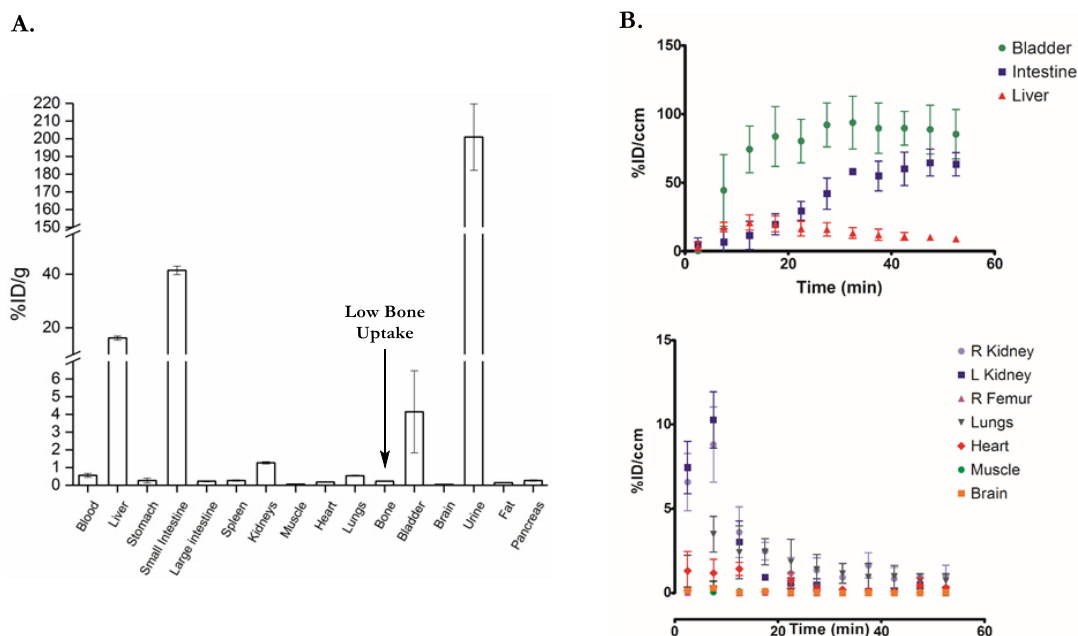 A.
%ID/g
220
210
200
190
180
170
160
150
40
20
6
5
4
3
2
1
0
Low Bone
Uptake
Blood
Liver
Stomach
Small Intestine
Large intestine
Spleen
Kidneys
Muscle
Heart
Lungs
Bone
Bladder
Brain
Urine
Fat
Pancreas
B.
%ID/ccm
150
100
50
0
0 20 40 60
Time (min)
Bladder
Intestine
Liver
%ID/ccm
15
10
5
0
0 20 40 60
Time (min)
R Kidney
L Kidney
R Femur
Lungs
Heart
Muscle
Brain